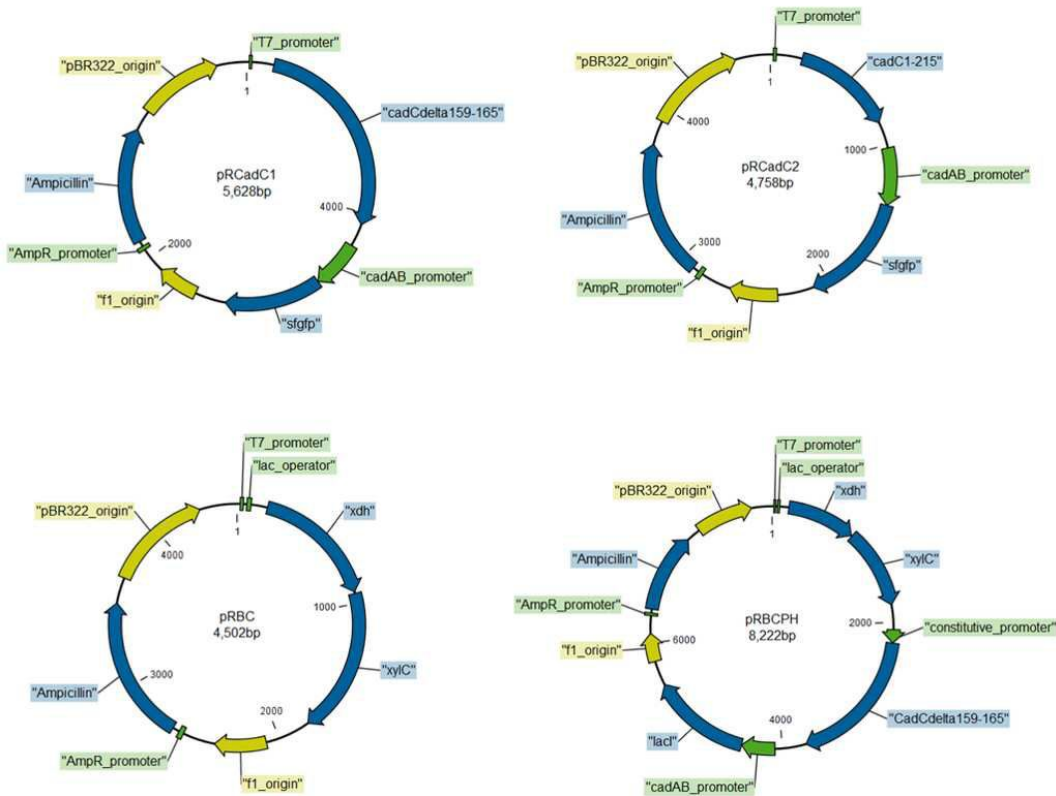 "T7_promoter"
"pBR322_origin"
1
"cadCdelta159-165"
pRCadC1
5,628bp
"Ampicillin"
4000
"AmpR_promoter"
2000
"cadAB_promoter"
"f1_origin"
"sfgfp"
"T7_promoter"
"pBR322_origin"
"cadC1-215"
1
4000
1000
pRCadC2
4,758bp
"cadAB_promoter"
"Ampicillin"
3000
2000
"sfgfp"
"AmpR_promoter"
"f1_origin"
"T7_promoter"
"lac_operator"
"pBR322_origin"
"xdh"
1
4000
1000
pRBC
4,502bp
"xylC"
"Ampicillin"
3000
2000
"AmpR_promoter"
"f1_origin"
"T7_promoter"
"lac_operator"
"pBR322_origin"
"xdh"
1
"Ampicillin"
"xylC"
"AmpR_promoter"
pRBCPH
8,222bp
2000
"constitutive_promoter"
"f1_origin"
6000
"CadCdelta159-165"
"lacI"
4000
"cadAB_promoter"